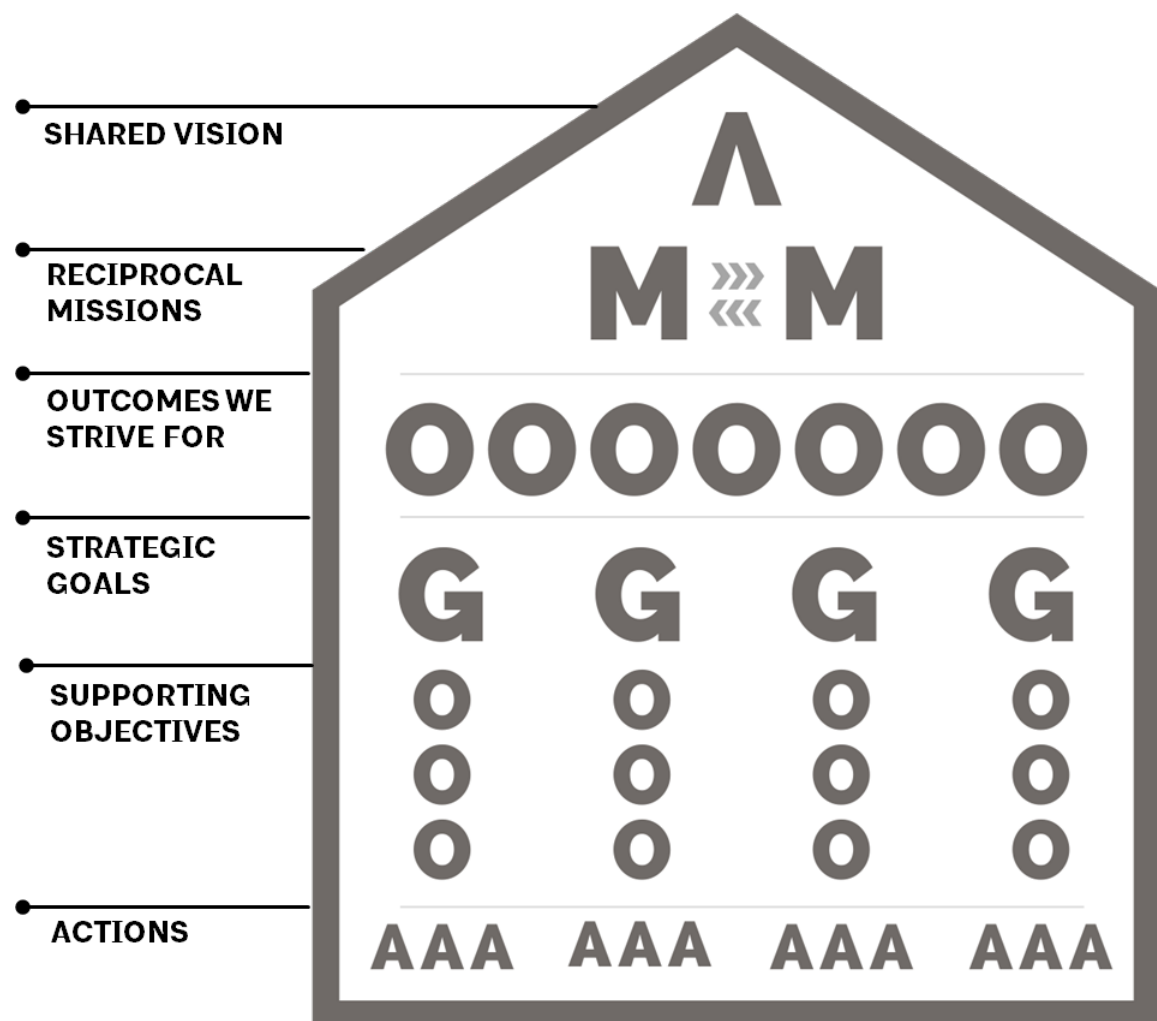 SHARED VISION
Λ
RECIPROCAL
MISSIONS
M M
OUTCOMES WE
STRIVE FOR
OOOOOOO
STRATEGIC
GOALS
G G G G
SUPPORTING
OBJECTIVES
O O O O
O O O O
O O O O
ACTIONS
AAA AAA AAA AAA